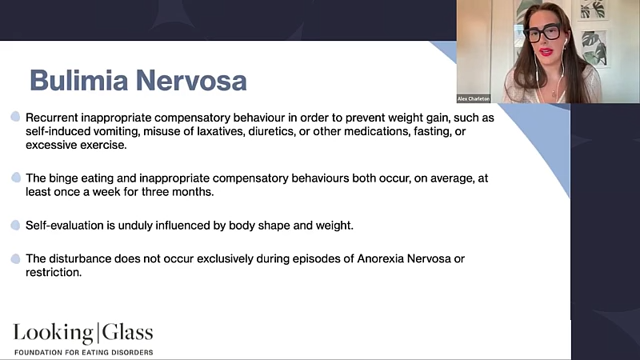 Bulimia Nervosa
Recurrent inappropriate compensatory behaviour in order to prevent weight gain, such as
self-induced vomiting, misuse of laxatives, diuretics, or other medications, fasting, or
excessive exercise.
The binge eating and inappropriate compensatory behaviours both occur, on average, at
least once a week for three months.
Self-evaluation is unduly influenced by body shape and weight.
The disturbance does not occur exclusively during episodes of Anorexia Nervosa or
restriction.
Looking|Glass
FOUNDATION FOR EATING DISORDERS
Alex Charleton